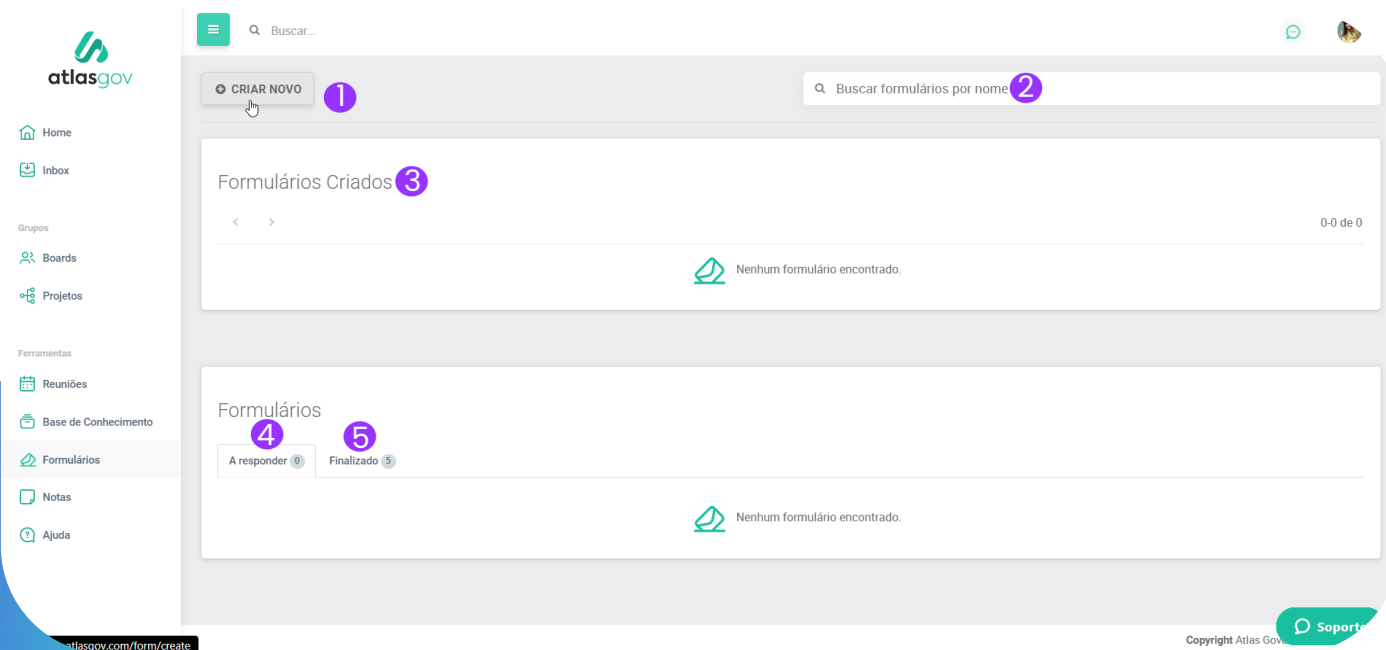 atlasgov
Buscar...
CRIAR NOVO
1
Buscar formulários por nome
2
Home
Inbox
Grupos
Boards
Projetos
Ferramentas
Reuniões
Base de Conhecimento
Formulários
Notas
Ajuda
Formulários Criados
3
0-0 de 0
Nenhum formulário encontrado.
Formulários
4
5
A responder 0
Finalizado 5
Nenhum formulário encontrado.
Copyright Atlas Gov
Soporte
atlasgov.com/form/create